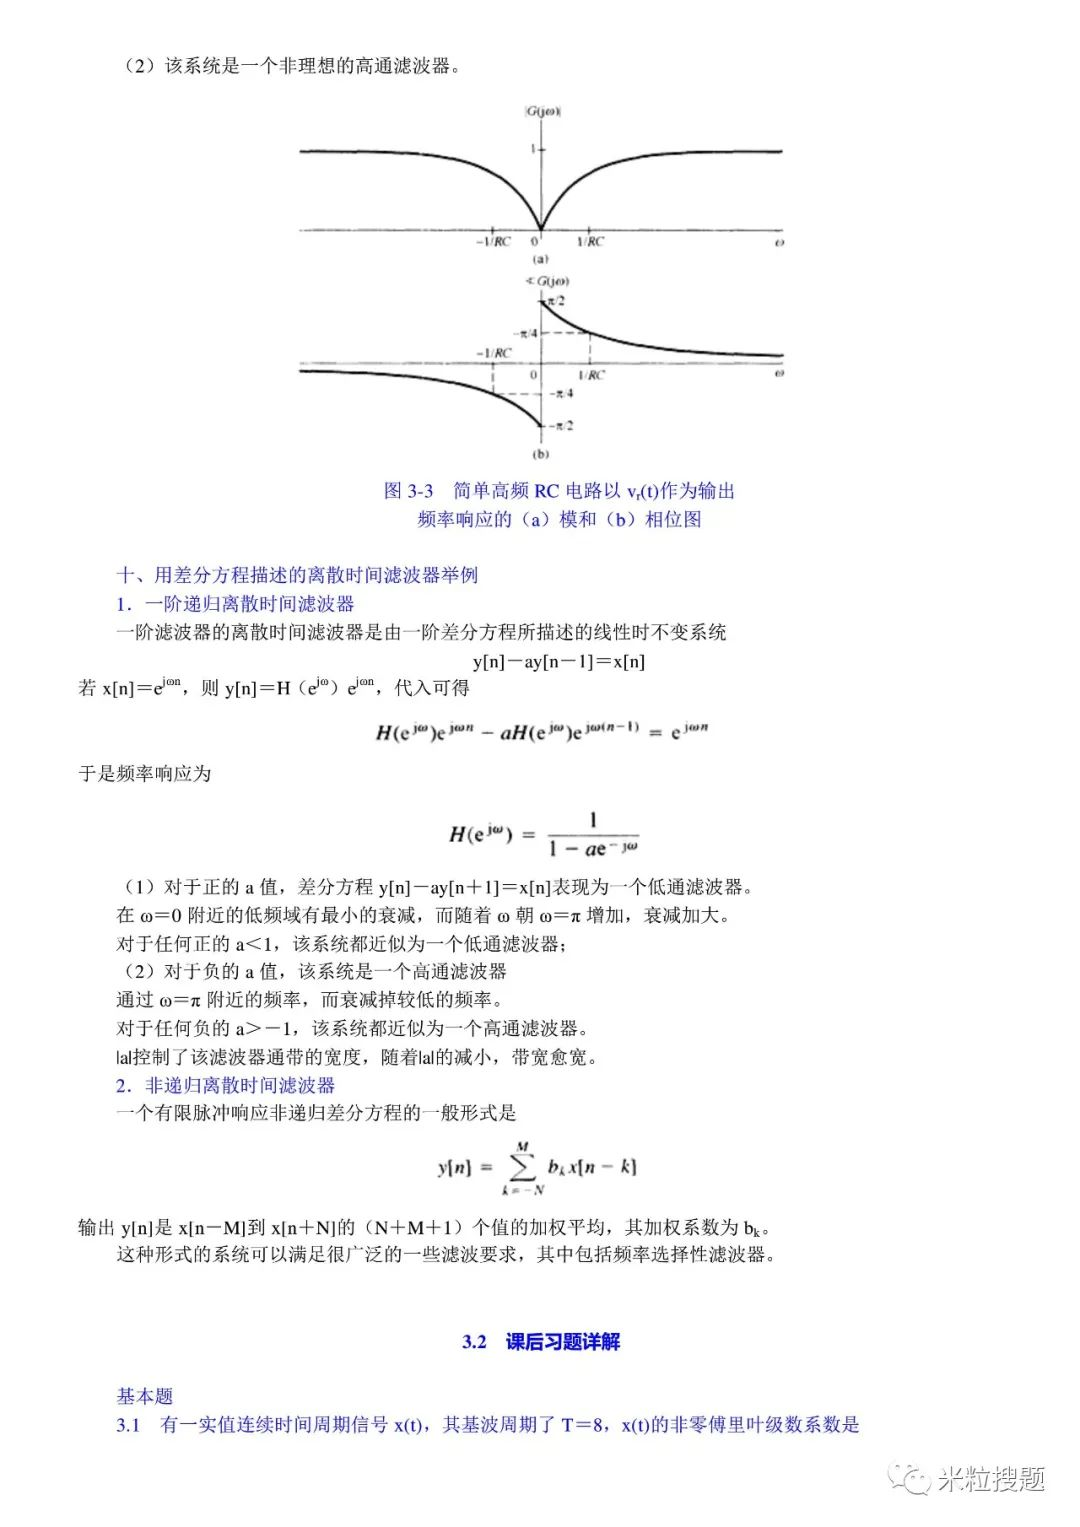 （2）该系统是一个非理想的高通滤波器。
|G(jω)|
1
-1/RC 0 1/RC ω
(a)
∢G(jω)
π/2
-π/4
-1/RC
0 1/RC ω
-π/4
-π/2
(b)
图 3-3 简单高频 RC 电路以 vr(t)作为输出
频率响应的（a）模和（b）相位图
十、用差分方程描述的离散时间滤波器举例
1．一阶递归离散时间滤波器
一阶滤波器的离散时间滤波器是由一阶差分方程所描述的线性时不变系统
y[n]－ay[n－1]＝x[n]
若 x[n]＝e^{jωn}，则 y[n]＝H（e^{jω}）e^{jωn}，代入可得
H(e^{jω})e^{jωn} - aH(e^{jω})e^{jω(n-1)} = e^{jωn}
于是频率响应为
H(e^{jω}) = 1 / (1 - ae^{-jω})
（1）对于正的 a 值，差分方程 y[n]－ay[n＋1]＝x[n]表现为一个低通滤波器。
在 ω＝0 附近的低频域有最小的衰减，而随着 ω 朝 ω＝π 增加，衰减加大。
对于任何正的 a＜1，该系统都近似为一个低通滤波器；
（2）对于负的 a 值，该系统是一个高通滤波器
通过 ω＝π 附近的频率，而衰减掉较低的频率。
对于任何负的 a＞－1，该系统都近似为一个高通滤波器。
|a|控制了该滤波器通带的宽度，随着|a|的减小，带宽愈宽。
2．非递归离散时间滤波器
一个有限脉冲响应非递归差分方程的一般形式是
y[n] = ∑_{k=-N}^{M} b_k x[n - k]
输出 y[n]是 x[n－M]到 x[n＋N]的（N＋M＋1）个值的加权平均，其加权系数为 b_k。
这种形式的系统可以满足很广泛的一些滤波要求，其中包括频率选择性滤波器。
3.2 课后习题详解
基本题
3.1 有一实值连续时间周期信号 x(t)，其基波周期了 T＝8，x(t)的非零傅里叶级数系数是
米粒搜题